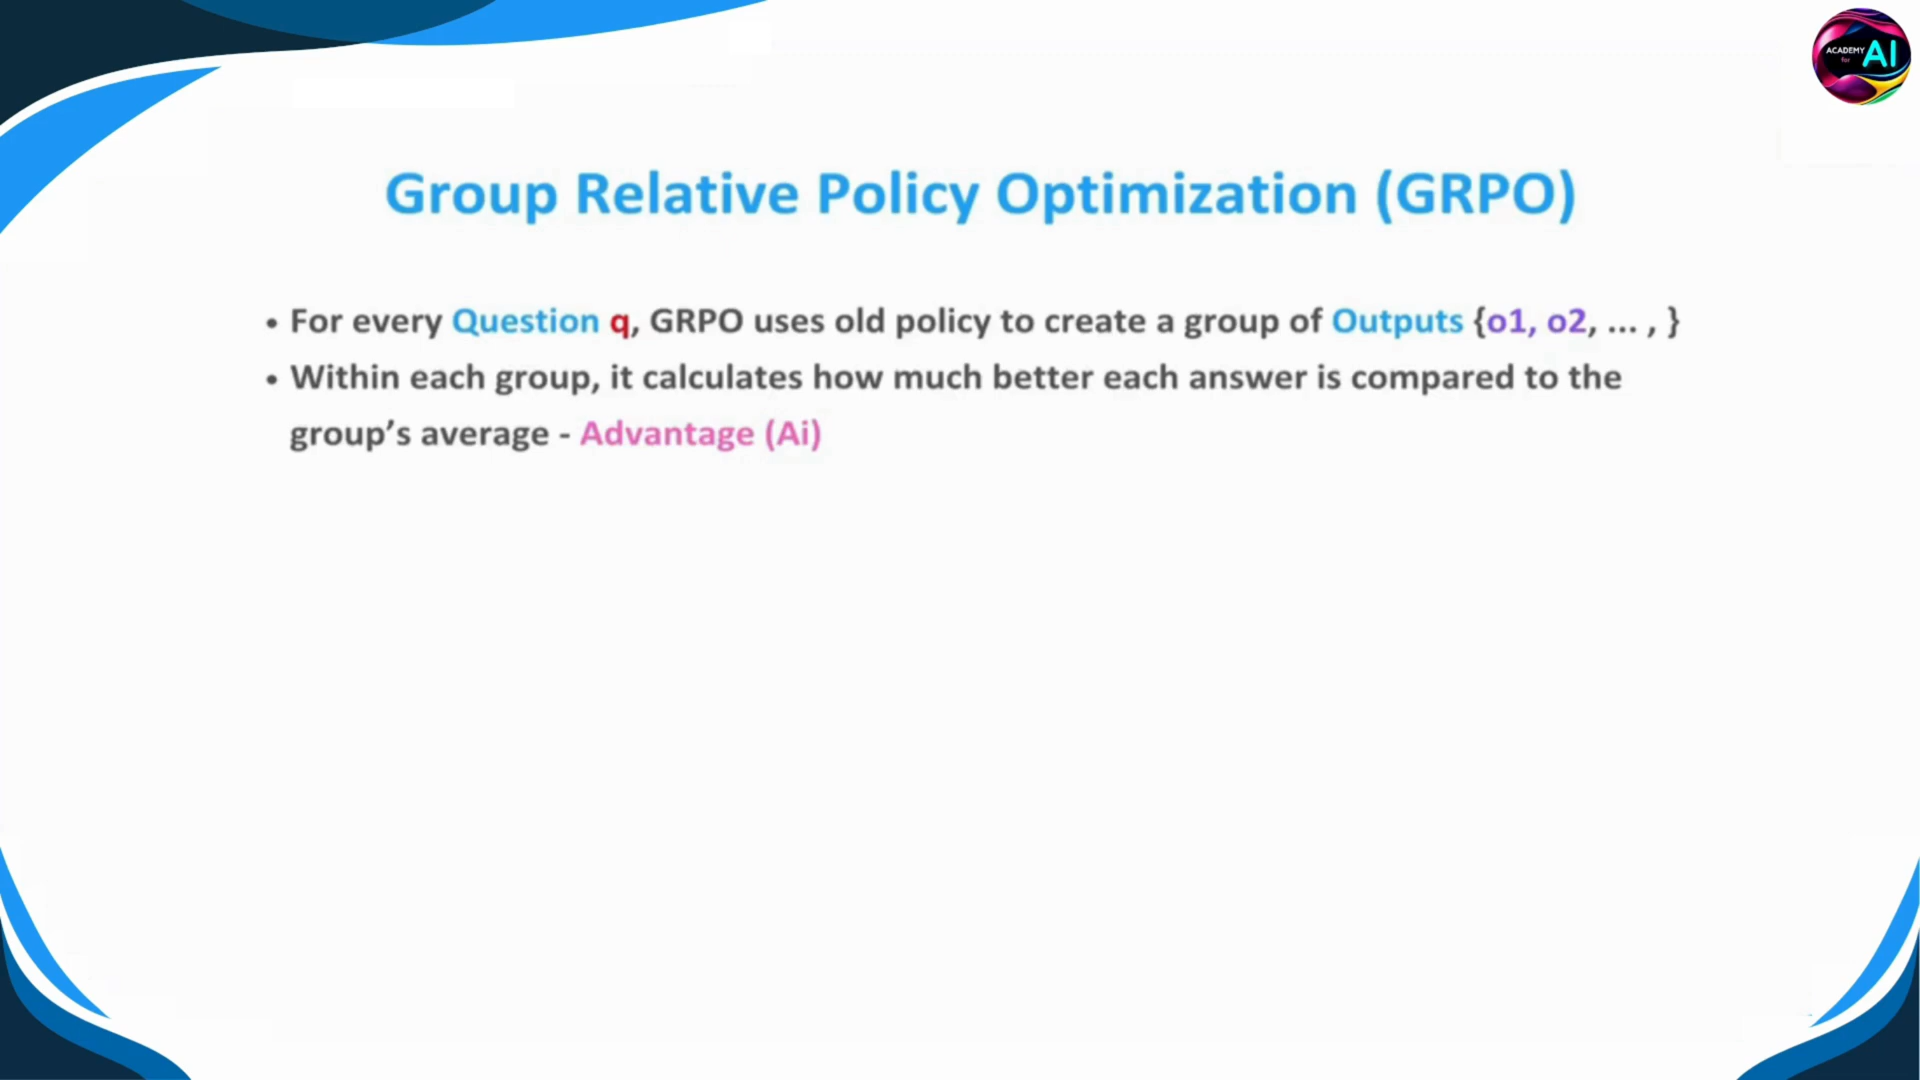 ACADEMY
for AI
Group Relative Policy Optimization (GRPO)
• For every Question q, GRPO uses old policy to create a group of Outputs {o1, o2, ... , }
• Within each group, it calculates how much better each answer is compared to the
group’s average - Advantage (Ai)